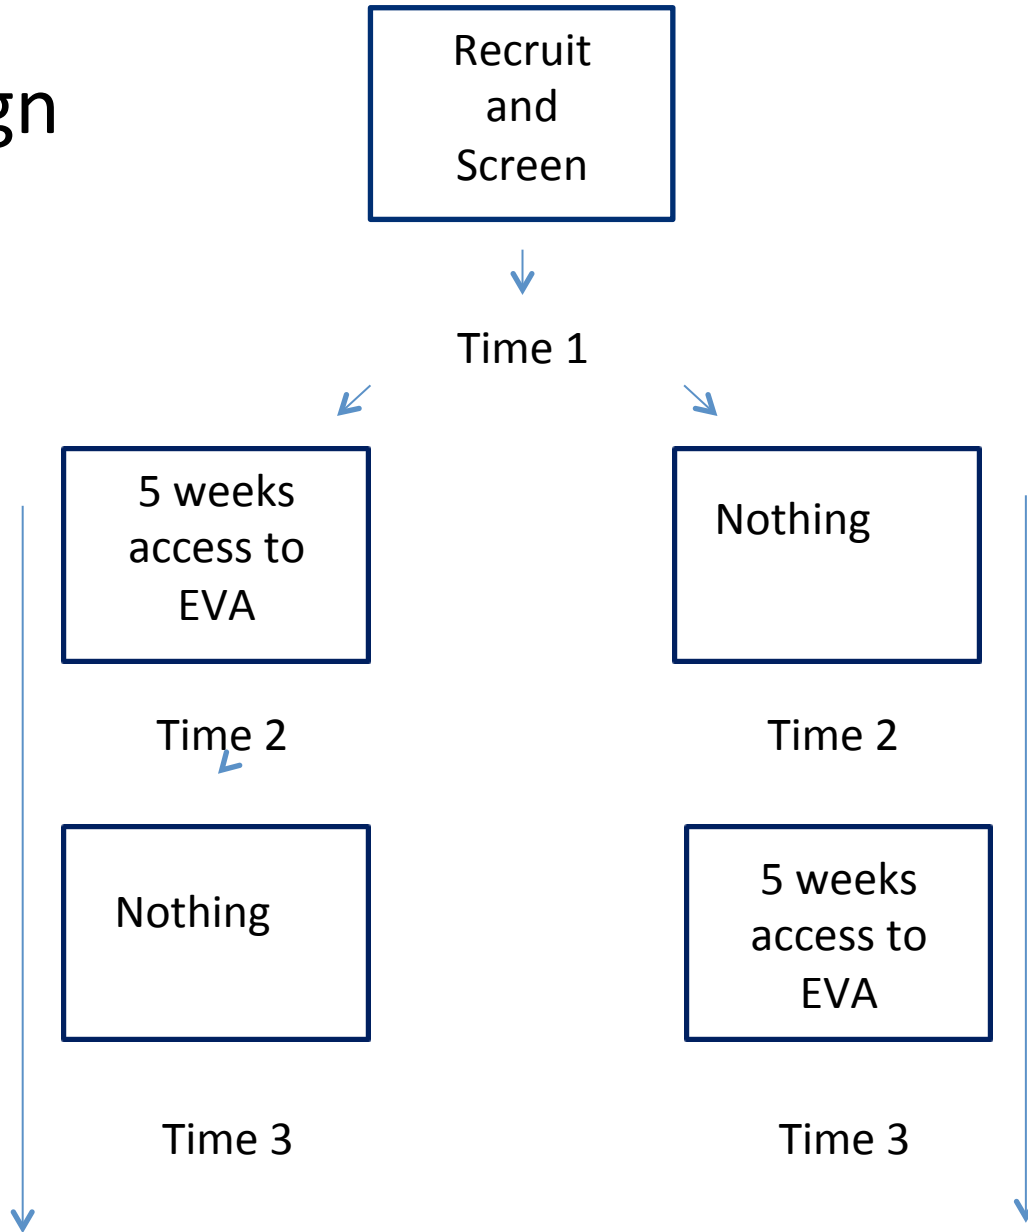 Recruit
and
Screen
gn
Time 1
5 weeks
access to
EVA
Nothing
Time 2
Time 2
Nothing
5 weeks
access to
EVA
Time 3
Time 3